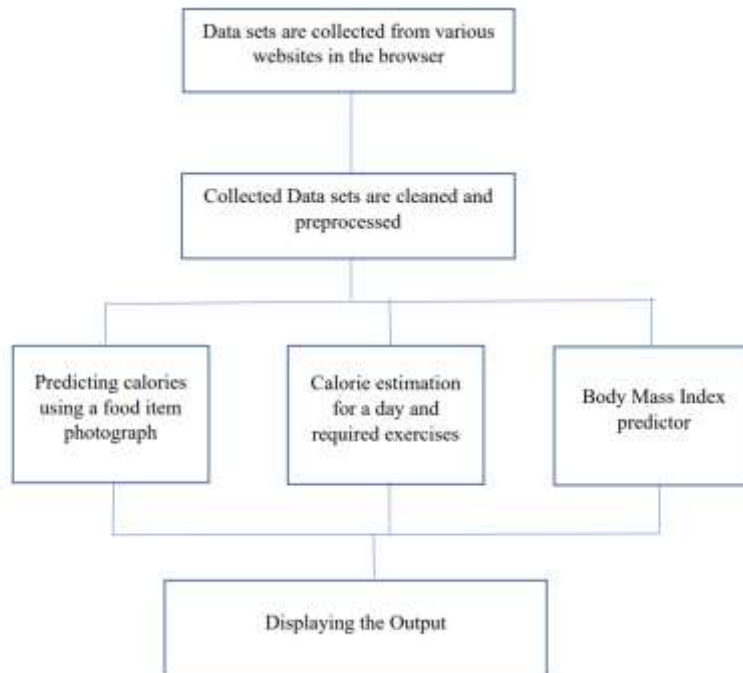 Data sets are collected from various
websites in the browser
Collected Data sets are cleaned and
preprocessed
Predicting calories
using a food item
photograph
Calorie estimation
for a day and
required exercises
Body Mass Index
predictor
Displaying the Output